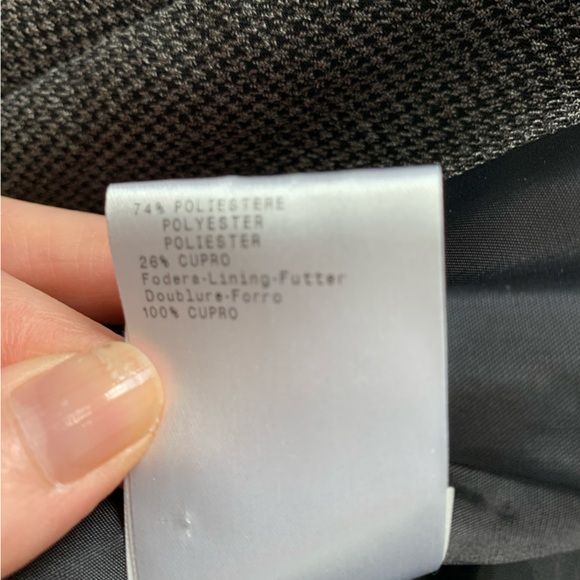 74% POLIESTERE
POLYESTER
POLIESTER
26% CUPRO
Fodera-Lining-Futter
Doublure-Forro
100% CUPRO